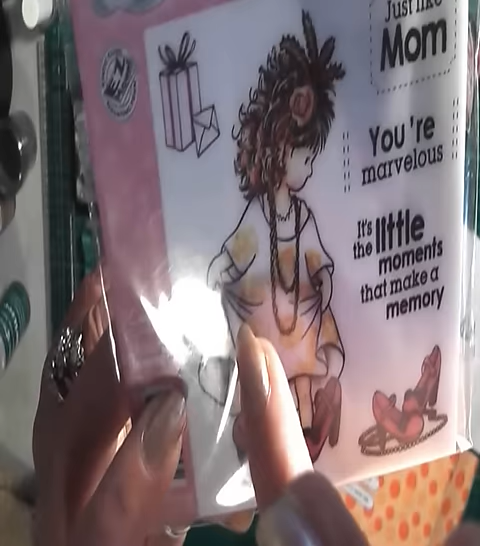 Just like
Mom
You're
marvelous
It's
the little
moments
that make a
memory